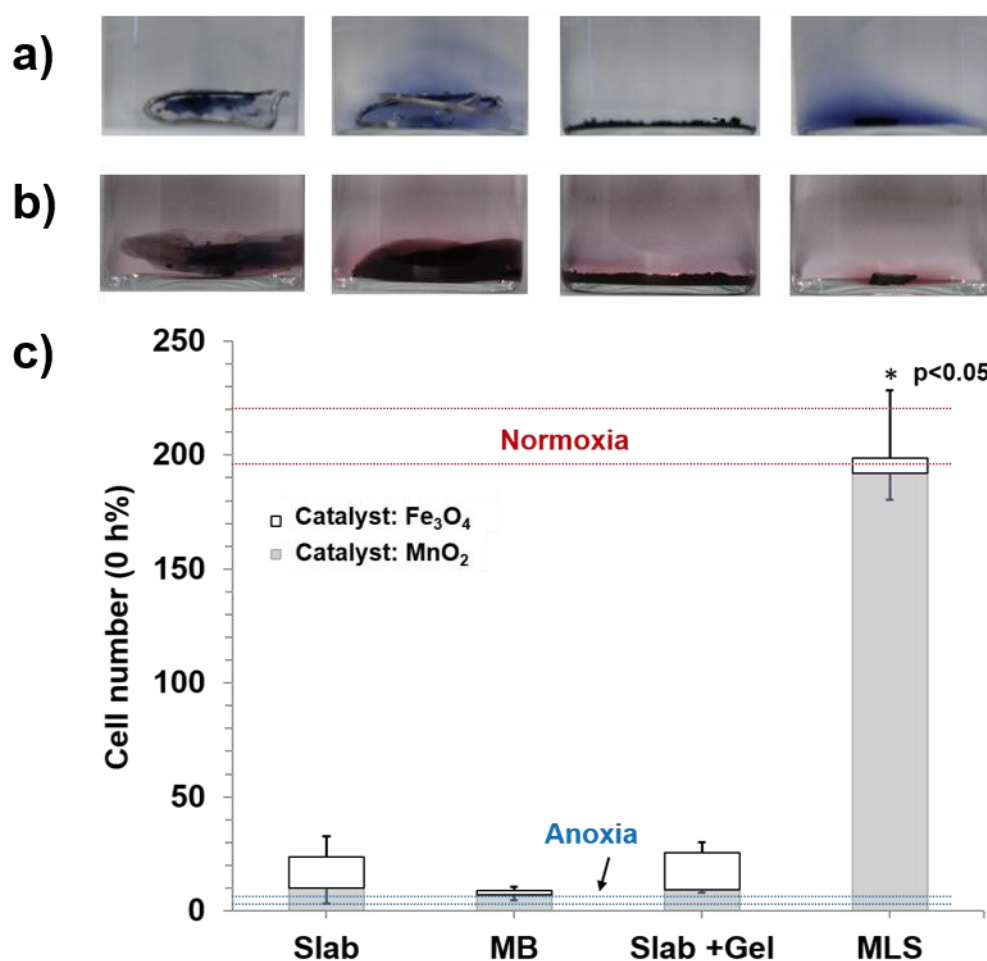 a)
b)
c)
250
* p<0.05
Normoxia
200
Catalyst: Fe₃O₄
Catalyst: MnO₂
150
100
50
Anoxia
0
Cell number (0 h%)
Slab MB Slab +Gel MLS